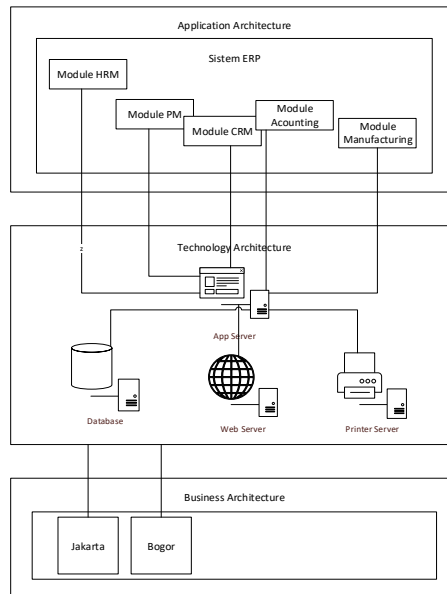 Application Architecture
Sistem ERP
Module HRM
Module PM
Module CRM
Module
Acounting
Module
Manufacturing
z
Technology Architecture
App Server
Database
Web Server
Printer Server
Business Architecture
Jakarta
Bogor